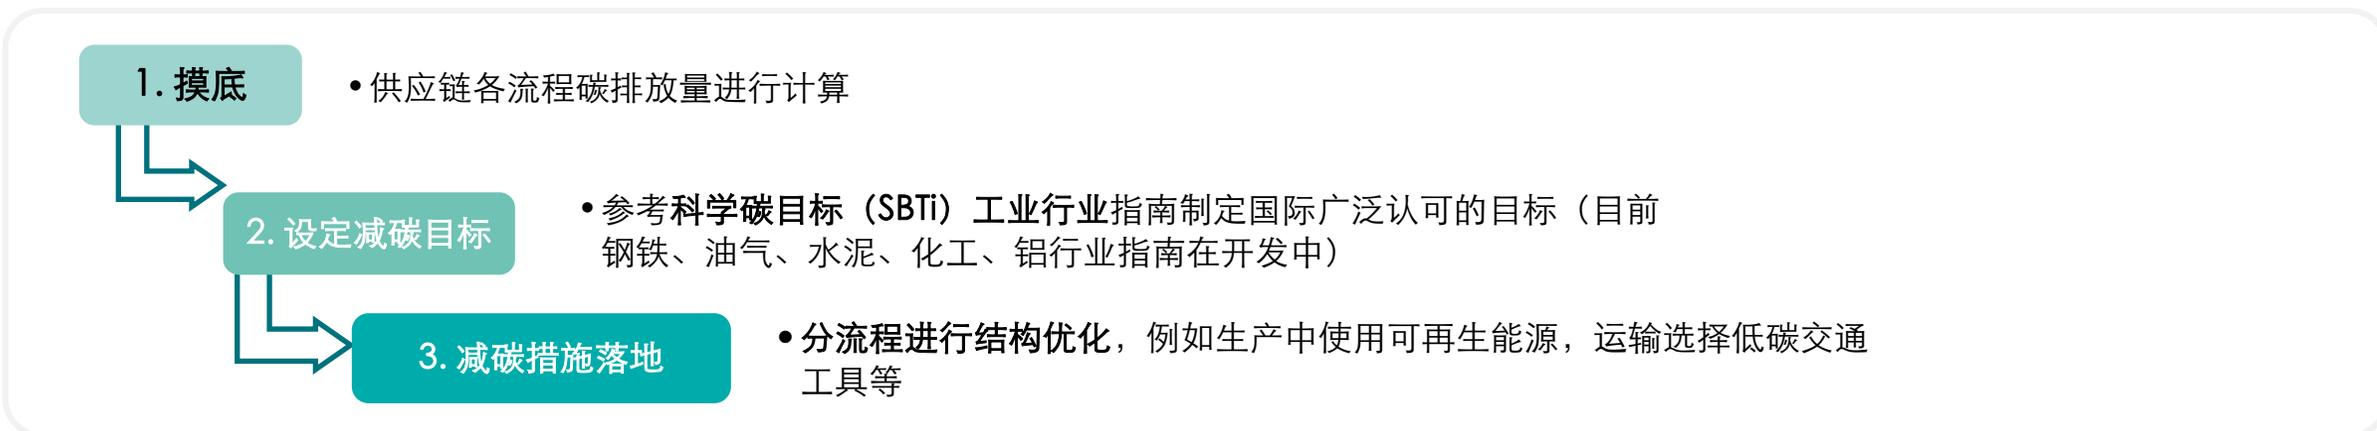 1. 摸底
•供应链各流程碳排放量进行计算
2. 设定减碳目标
•参考科学碳目标（SBTi）工业行业指南制定国际广泛认可的目标（目前
钢铁、油气、水泥、化工、铝行业指南在开发中）
3. 减碳措施落地
•分流程进行结构优化，例如生产中使用可再生能源，运输选择低碳交通
工具等